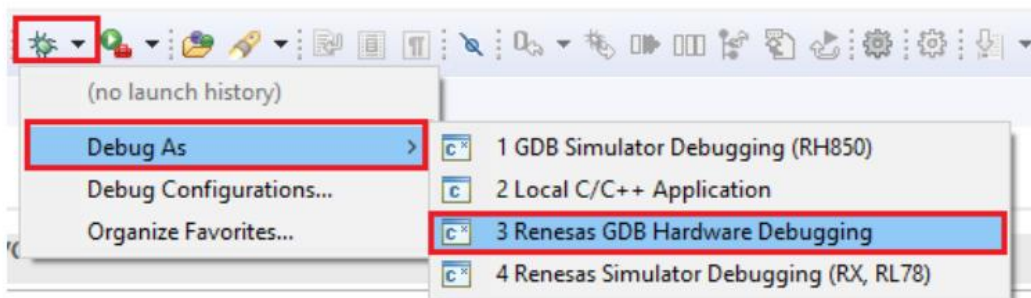 (no launch history)
Debug As
1 GDB Simulator Debugging (RH850)
Debug Configurations...
2 Local C/C++ Application
Organize Favorites...
3 Renesas GDB Hardware Debugging
4 Renesas Simulator Debugging (RX, RL78)